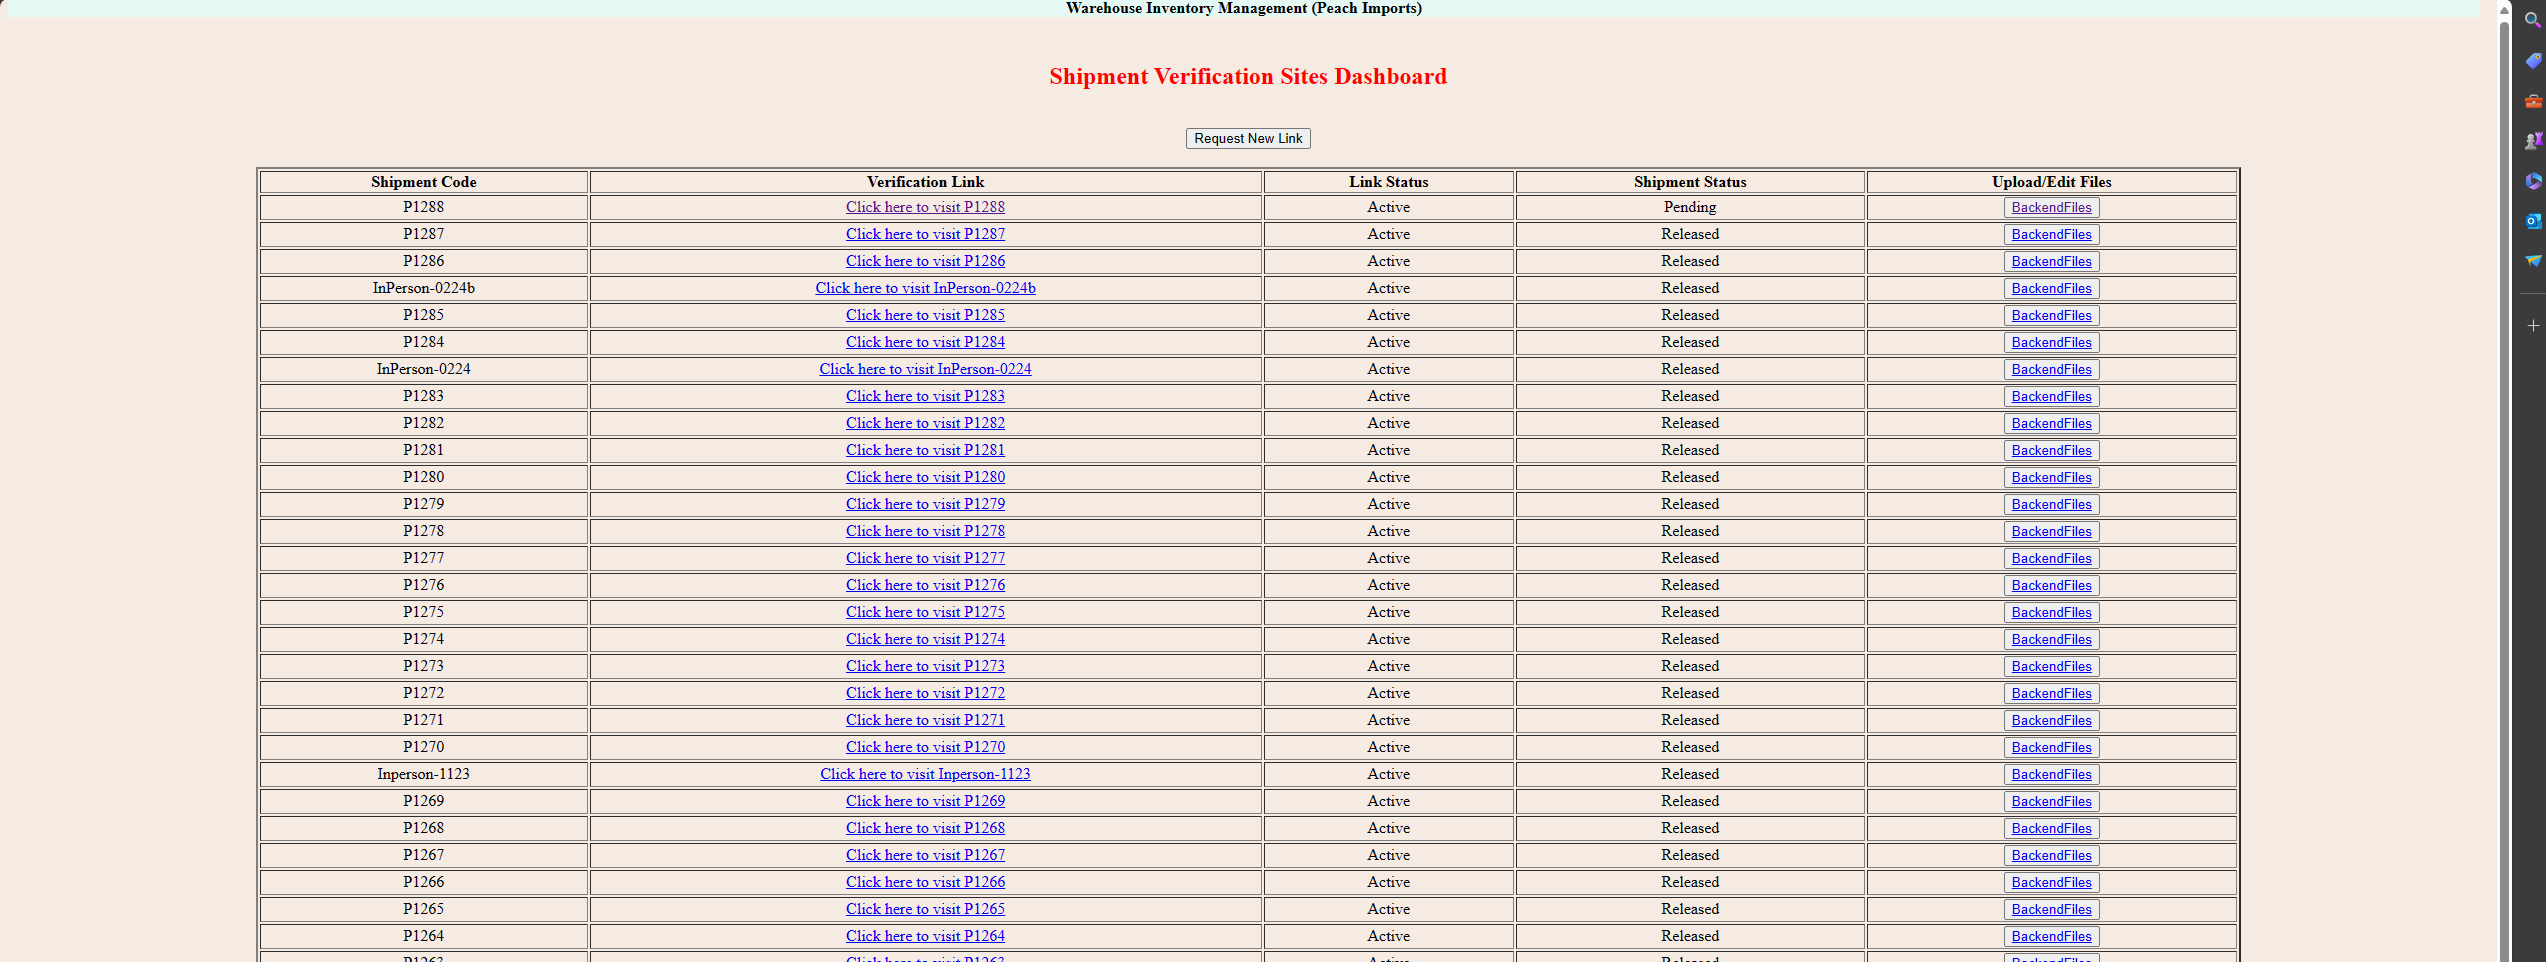 Warehouse Inventory Management (Peach Imports)
Shipment Verification Sites Dashboard
Request New Link
Shipment Code Verification Link Link Status Shipment Status Upload/Edit Files
P1288 Click here to visit P1288 Active Pending BackendFiles
P1287 Click here to visit P1287 Active Released BackendFiles
P1286 Click here to visit P1286 Active Released BackendFiles
InPerson-0224b Click here to visit InPerson-0224b Active Released BackendFiles
P1285 Click here to visit P1285 Active Released BackendFiles
P1284 Click here to visit P1284 Active Released BackendFiles
InPerson-0224 Click here to visit InPerson-0224 Active Released BackendFiles
P1283 Click here to visit P1283 Active Released BackendFiles
P1282 Click here to visit P1282 Active Released BackendFiles
P1281 Click here to visit P1281 Active Released BackendFiles
P1280 Click here to visit P1280 Active Released BackendFiles
P1279 Click here to visit P1279 Active Released BackendFiles
P1278 Click here to visit P1278 Active Released BackendFiles
P1277 Click here to visit P1277 Active Released BackendFiles
P1276 Click here to visit P1276 Active Released BackendFiles
P1275 Click here to visit P1275 Active Released BackendFiles
P1274 Click here to visit P1274 Active Released BackendFiles
P1273 Click here to visit P1273 Active Released BackendFiles
P1272 Click here to visit P1272 Active Released BackendFiles
P1271 Click here to visit P1271 Active Released BackendFiles
P1270 Click here to visit P1270 Active Released BackendFiles
Inperson-1123 Click here to visit Inperson-1123 Active Released BackendFiles
P1269 Click here to visit P1269 Active Released BackendFiles
P1268 Click here to visit P1268 Active Released BackendFiles
P1267 Click here to visit P1267 Active Released BackendFiles
P1266 Click here to visit P1266 Active Released BackendFiles
P1265 Click here to visit P1265 Active Released BackendFiles
P1264 Click here to visit P1264 Active Released BackendFiles
P1263 Click here to visit P1263 Active Released BackendFiles